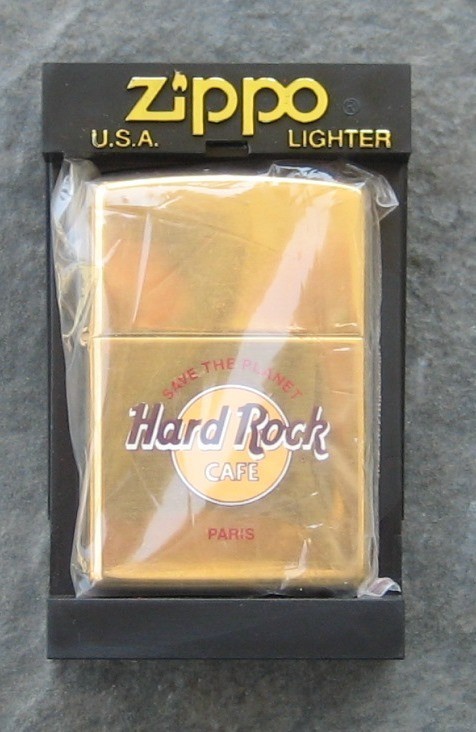 Zippo ®
U.S.A. LIGHTER
SAVE THE PLANET
Hard Rock
CAFE
PARIS